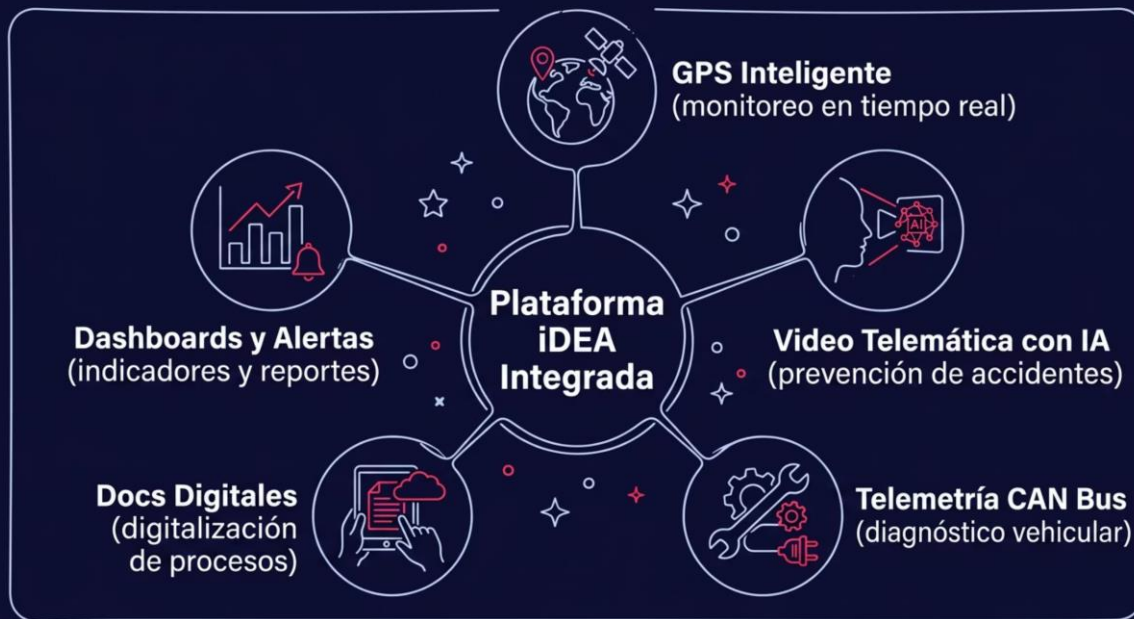 GPS Inteligente
(monitoreo en tiempo real)
AI
Dashboards y Alertas
(indicadores y reportes)
Plataforma
iDEA
Integrada
Video Telemática con IA
(prevención de accidentes)
Docs Digitales
(digitalización
de procesos)
Telemetría CAN Bus
(diagnóstico vehicular)